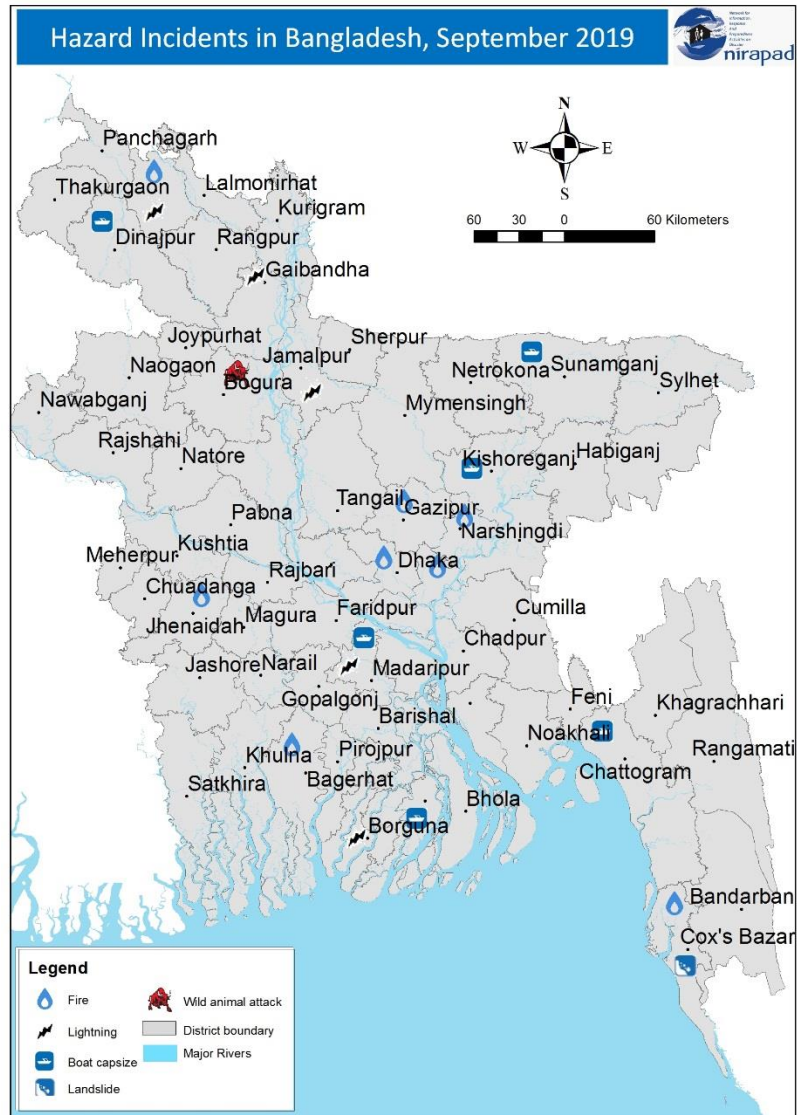 Hazard Incidents in Bangladesh, September 2019
nirapad
N
W E
S
60 30 0 60 Kilometers
Panchagarh
Thakurgaon
Lalmonirhat
Kurigram
Dinajpur
Rangpur
Gaibandha
Joypurhat
Sherpur
Jamalpur
Naogaon
Bogura
Netrokona
Sunamganj
Sylhet
Nawabganj
Mymensingh
Rajshahi
Natore
Kishoreganj
Habiganj
Tangail
Gazipur
Pabna
Narshingdi
Kushtia
Meherpur
Dhaka
Rajbari
Chuadanga
Jhenaidah
Magura
Faridpur
Cumilla
Chadpur
Jashore
Narail
Madaripur
Gopalgonj
Feni
Khagrachhari
Barishal
Noakhali
Khulna
Pirojpur
Rangamati
Satkhira
Bagerhat
Chattogram
Bhola
Borguna
Bandarban
Cox's Bazar
Legend
Fire
Wild animal attack
Lightning
District boundary
Boat capsize
Major Rivers
Landslide